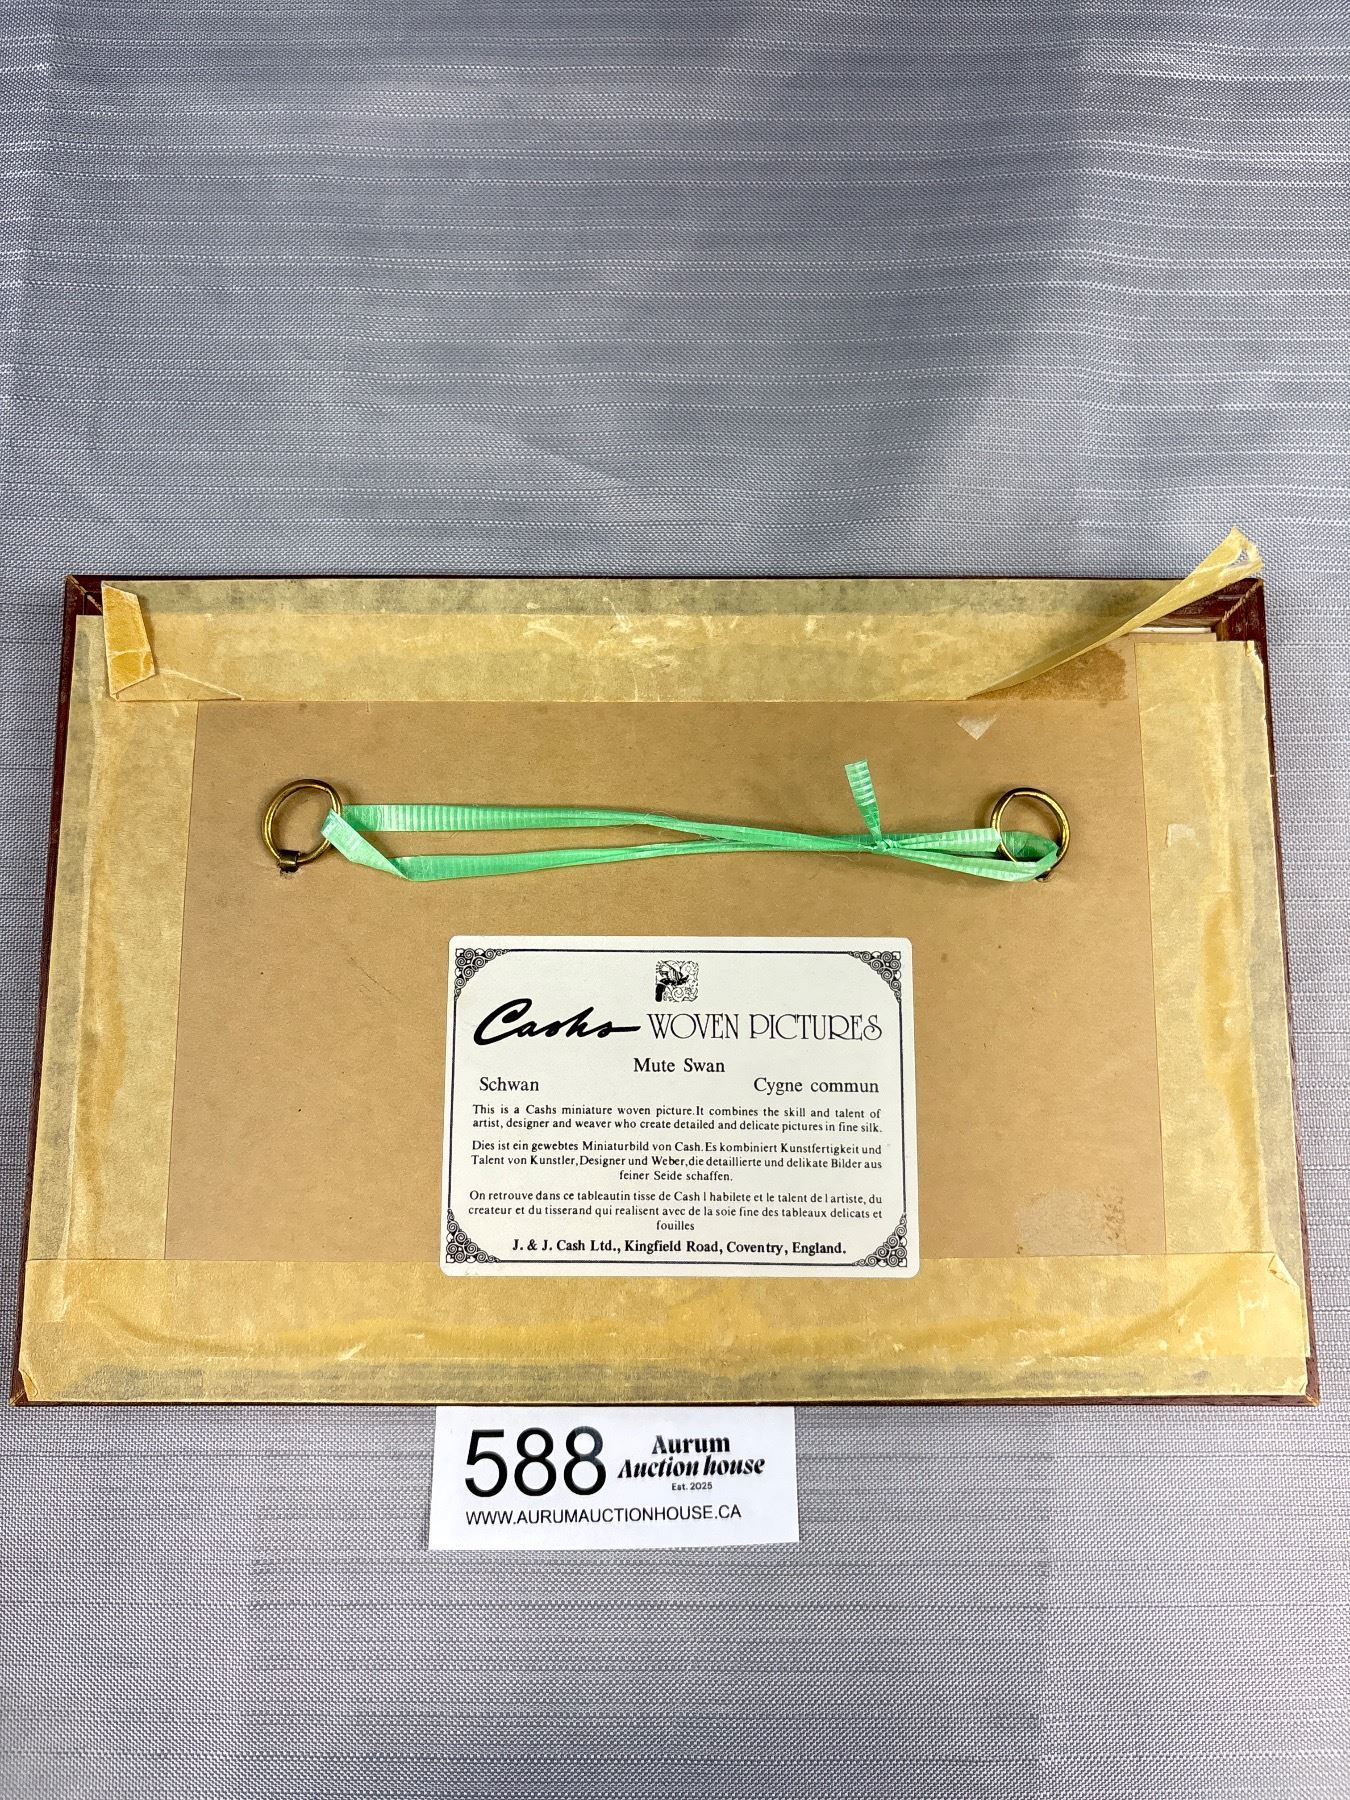 Cashs WOVEN PICTURES
Mute Swan
Schwan Cygne commun
This is a Cashs miniature woven picture.It combines the skill and talent of
artist, designer and weaver who create detailed and delicate pictures in fine silk.
Dies ist ein gewebtes Miniaturbild von Cash.Es kombiniert Kunstfertigkeit und
Talent von Kunstler,Designer und Weber,die detaillierte und delikate Bilder aus
feiner Seide schaffen.
On retrouve dans ce tableautin tisse de Cash l habilete et le talent de l artiste, du
createur et du tisserand qui realisent avec de la soie fine des tableaux delicats et
fouilles
J. & J. Cash Ltd., Kingfield Road, Coventry, England.
588 Aurum
Auction house
Est. 2025
WWW.AURUMAUCTIONHOUSE.CA